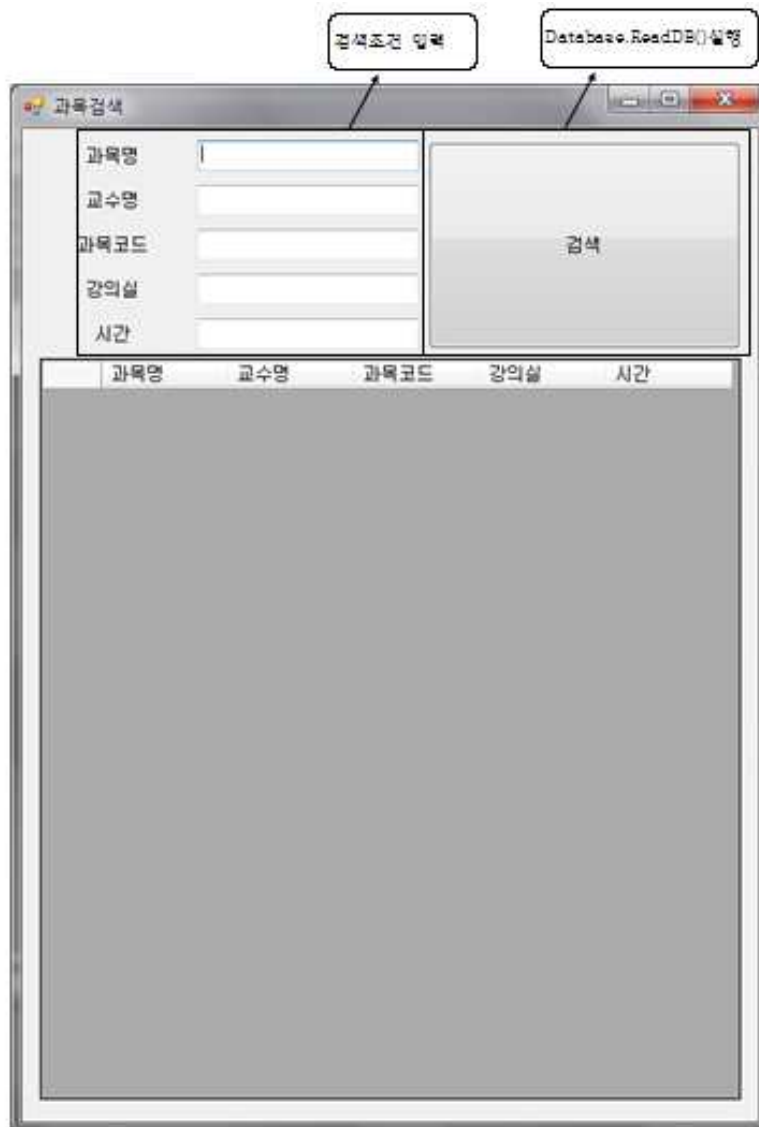 검색조건 입력
Database.ReadDB()실행
과목검색
과목명
교수명
과목코드
강의실
시간
검색
과목명 교수명 과목코드 강의실 시간